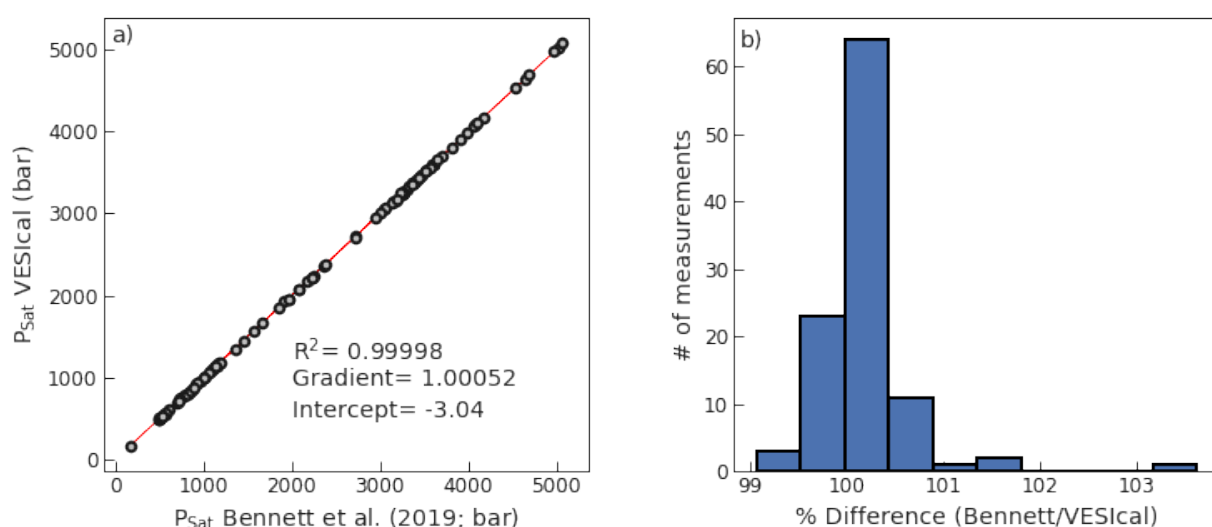 a)
5000
4000
3000
2000
1000
0
P_Sat VESIcal (bar)
R²= 0.99998
Gradient= 1.00052
Intercept= -3.04
0 1000 2000 3000 4000 5000
P_Sat Bennett et al. (2019; bar)
b)
60
50
40
30
20
10
0
# of measurements
99 100 101 102 103
% Difference (Bennett/VESIcal)